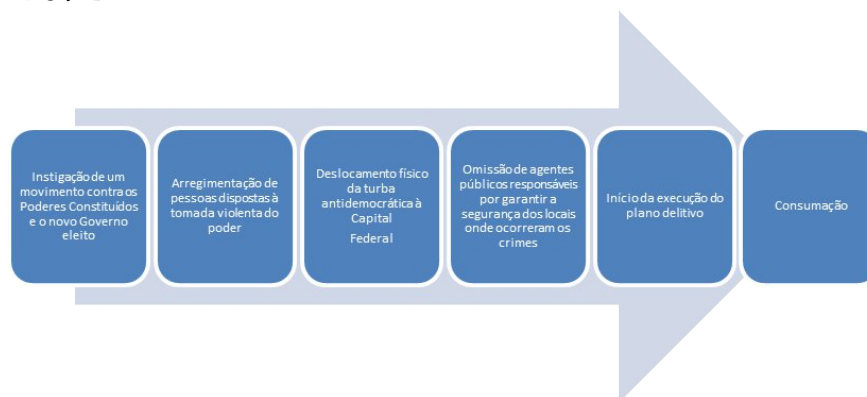 Instigação de um
movimento contra os
Poderes Constituídos
e o novo Governo
eleito
Arregimentação de
pessoas dispostas à
tomada violenta do
poder
Deslocamento físico
da turba
antidemocrática à
Capital
Federal
Omissão de agentes
públicos responsáveis
por garantir a
segurança dos locais
onde ocorreram os
crimes
Início da execução do
plano delitivo
Consumação